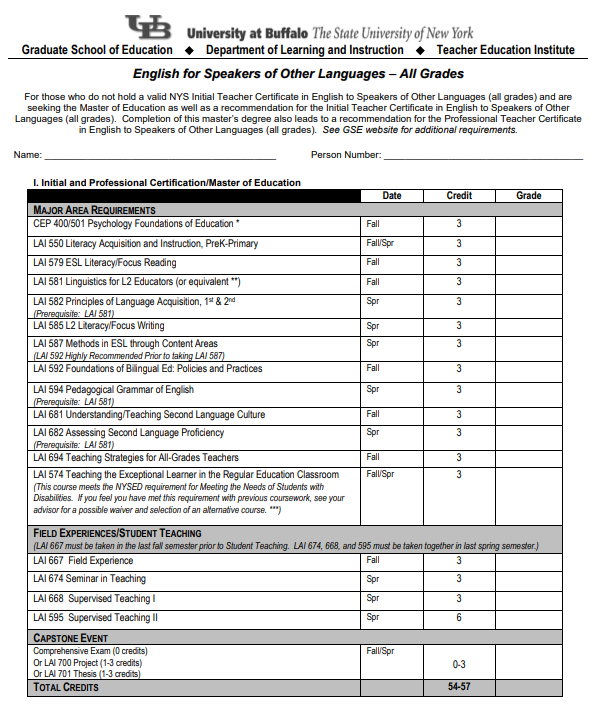 UB University at Buffalo The State University of New York
Graduate School of Education ◆ Department of Learning and Instruction ◆ Teacher Education Institute
English for Speakers of Other Languages – All Grades
For those who do not hold a valid NYS Initial Teacher Certificate in English to Speakers of Other Languages (all grades) and are
seeking the Master of Education as well as a recommendation for the Initial Teacher Certificate in English to Speakers of Other
Languages (all grades). Completion of this master's degree also leads to a recommendation for the Professional Teacher Certificate
in English to Speakers of Other Languages (all grades). See GSE website for additional requirements.
Name: ____________ Person Number: ____________
I. Initial and Professional Certification/Master of Education
Date Credit Grade
MAJOR AREA REQUIREMENTS
CEP 400/501 Psychology Foundations of Education * Fall 3
LAI 550 Literacy Acquisition and Instruction, PreK-Primary Fall/Spr 3
LAI 579 ESL Literacy/Focus Reading Fall 3
LAI 581 Linguistics for L2 Educators (or equivalent **) Fall 3
LAI 582 Principles of Language Acquisition, 1st & 2nd Spr 3
(Prerequisite: LAI 581)
LAI 585 L2 Literacy/Focus Writing Spr 3
LAI 587 Methods in ESL through Content Areas Spr 3
(LAI 592 Highly Recommended Prior to taking LAI 587)
LAI 592 Foundations of Bilingual Ed: Policies and Practices Fall 3
LAI 594 Pedagogical Grammar of English Spr 3
(Prerequisite: LAI 581)
LAI 681 Understanding/Teaching Second Language Culture Fall 3
LAI 682 Assessing Second Language Proficiency Spr 3
(Prerequisite: LAI 581)
LAI 694 Teaching Strategies for All-Grades Teachers Fall 3
LAI 574 Teaching the Exceptional Learner in the Regular Education Classroom Fall/Spr 3
(This course meets the NYSED requirement for Meeting the Needs of Students with
Disabilities. If you feel you have met this requirement with previous coursework, see your
advisor for a possible waiver and selection of an alternative course. ***)
FIELD EXPERIENCES/STUDENT TEACHING
(LAI 667 must be taken in the last fall semester prior to Student Teaching. LAI 674, 668, and 595 must be taken together in last spring semester.)
LAI 667 Field Experience Fall 3
LAI 674 Seminar in Teaching Spr 3
LAI 668 Supervised Teaching I Spr 3
LAI 595 Supervised Teaching II Spr 6
CAPSTONE EVENT
Comprehensive Exam (0 credits) Fall/Spr
Or LAI 700 Project (1-3 credits) 0-3
Or LAI 701 Thesis (1-3 credits)
TOTAL CREDITS 54-57